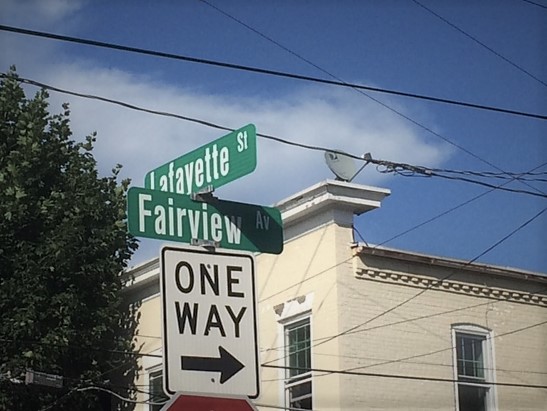 Lafayette St
Fairview Av
ONE
WAY